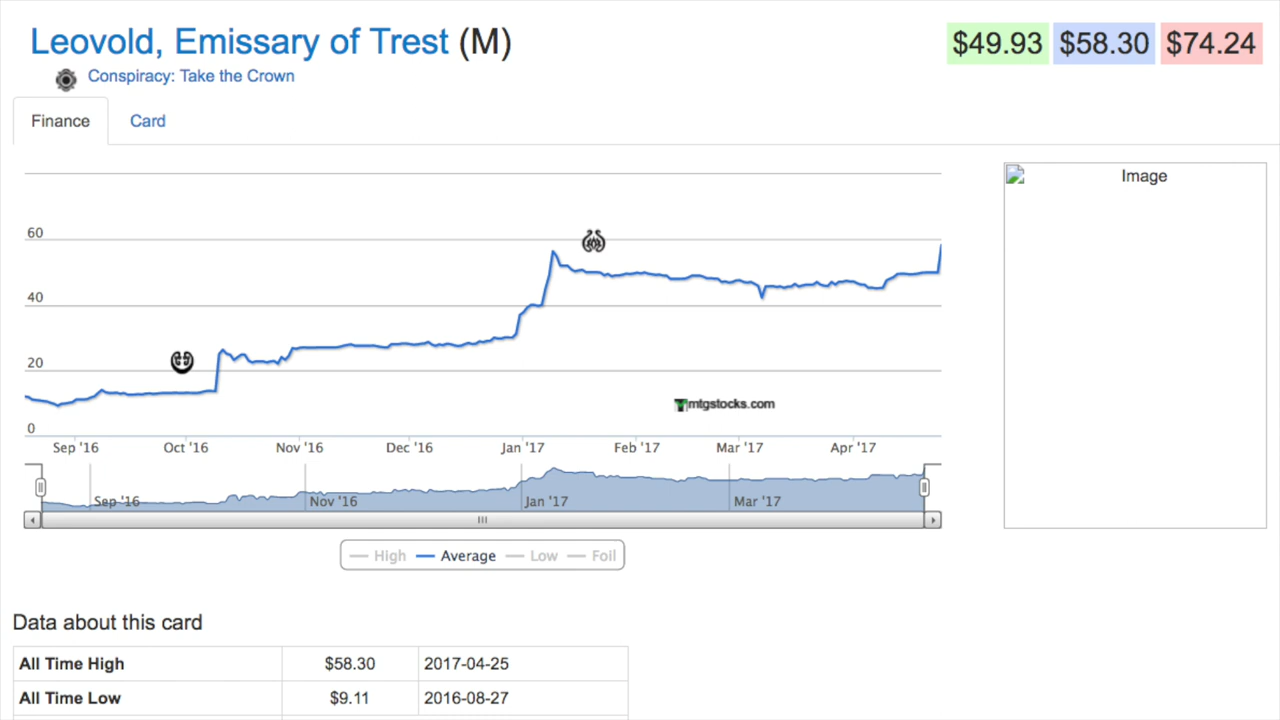 Leovold, Emissary of Trest (M)
$49.93 $58.30 $74.24
Conspiracy: Take the Crown
Finance Card
Image
60
40
20
0
mtgstocks.com
Sep '16 Oct '16 Nov '16 Dec '16 Jan '17 Feb '17 Mar '17 Apr '17
Sep '16 Nov '16 Jan '17 Mar '17
High Average Low Foil
Data about this card
All Time High $58.30 2017-04-25
All Time Low $9.11 2016-08-27